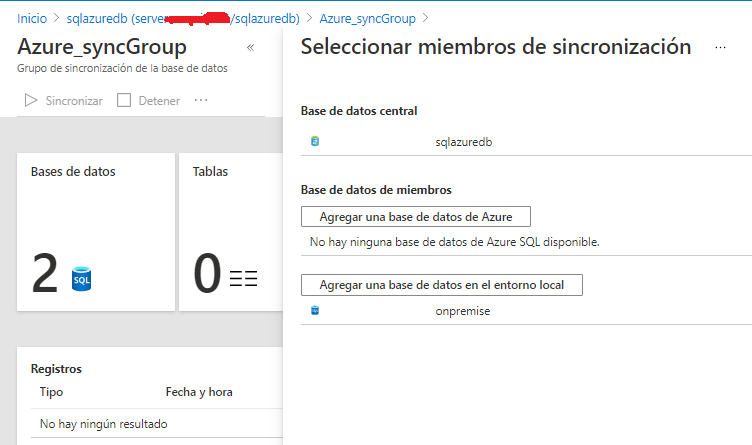 Inicio > sqlazuredb (server /sqlazuredb) > Azure_syncGroup >
Azure_syncGroup «
Grupo de sincronización de la base de datos
Sincronizar Detener ...
Bases de datos
2
SQL
Tablas
0
Registros
Tipo Fecha y hora
No hay ningún resultado
Seleccionar miembros de sincronización ...
Base de datos central
sqlazuredb
Base de datos de miembros
Agregar una base de datos de Azure
No hay ninguna base de datos de Azure SQL disponible.
Agregar una base de datos en el entorno local
onpremise